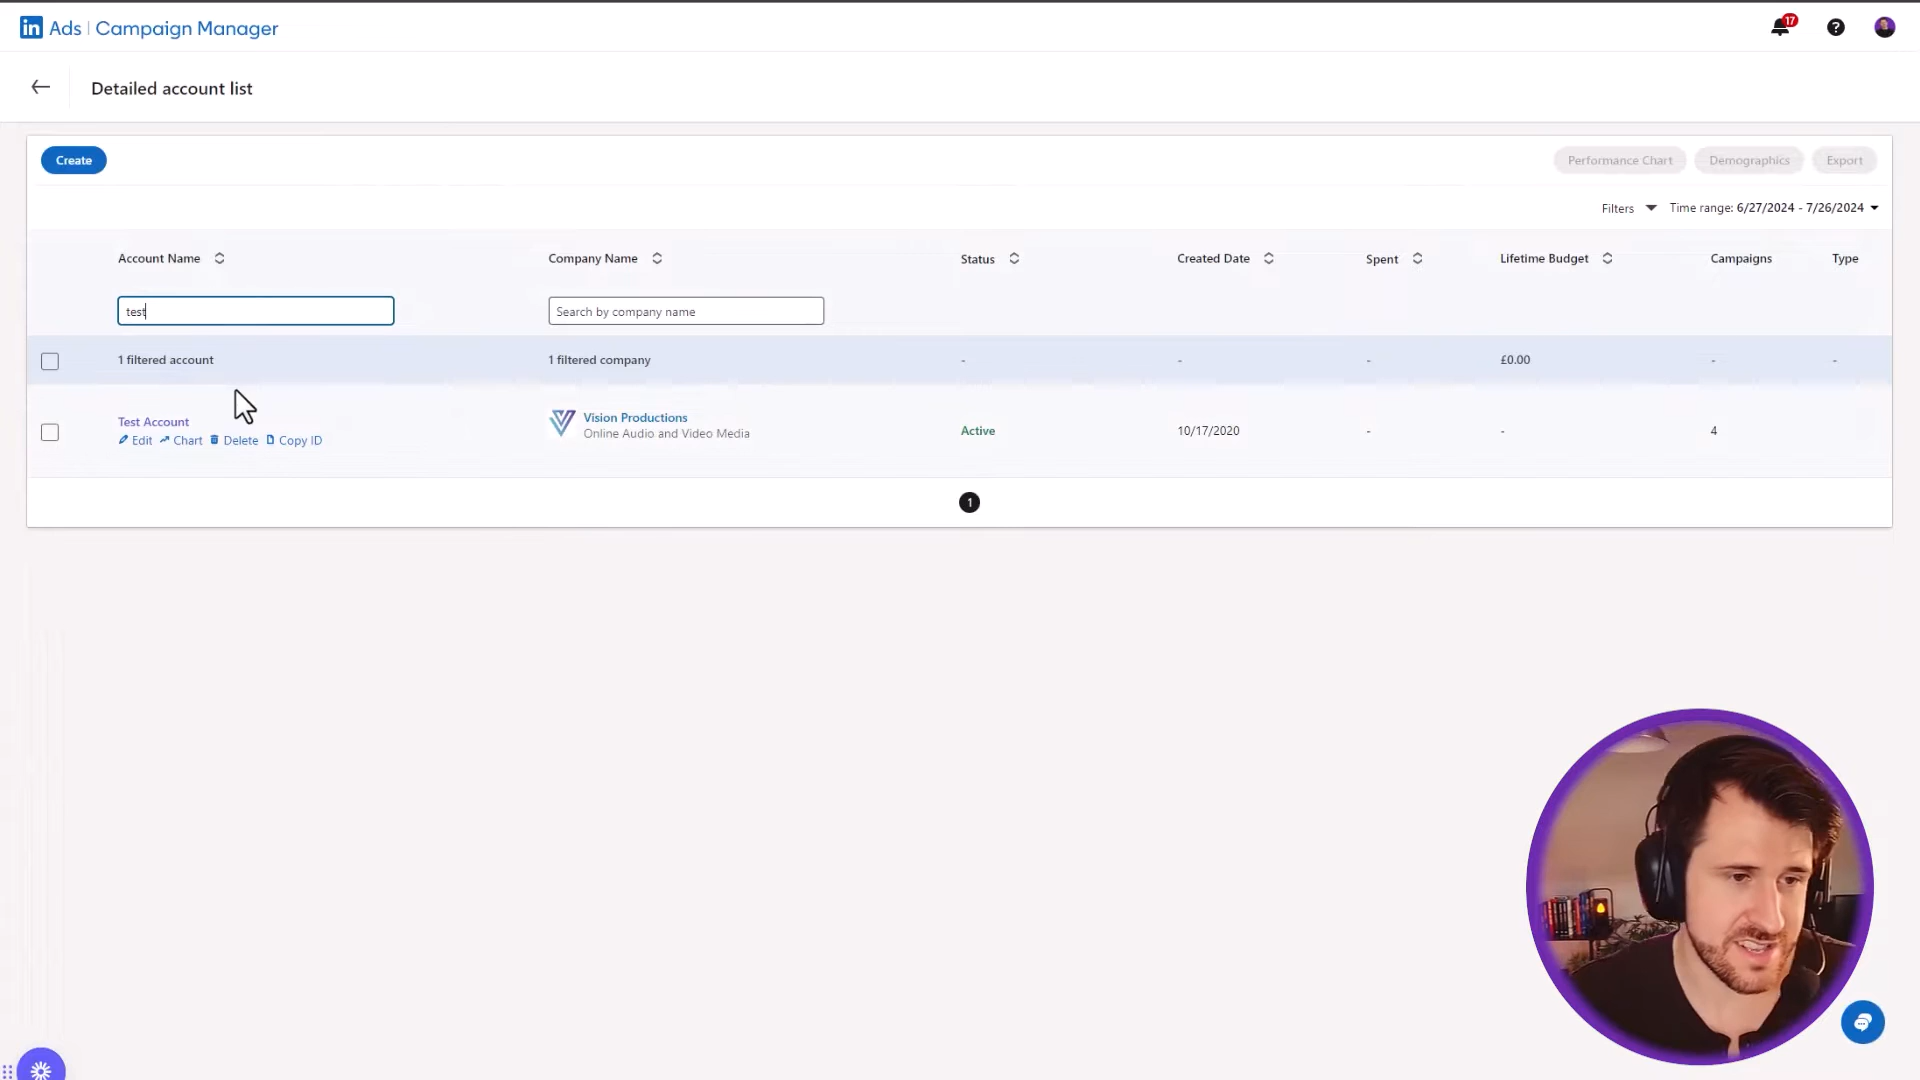 in Ads | Campaign Manager
17
?
Detailed account list
Create
Performance Chart
Demographics
Export
Filters
Time range: 6/27/2024 - 7/26/2024
Account Name
Company Name
Status
Created Date
Spent
Lifetime Budget
Campaigns
Type
test
Search by company name
1 filtered account
1 filtered company
-
-
-
£0.00
-
-
Test Account
Edit
Chart
Delete
Copy ID
Vision Productions
Online Audio and Video Media
Active
10/17/2020
-
-
4
1